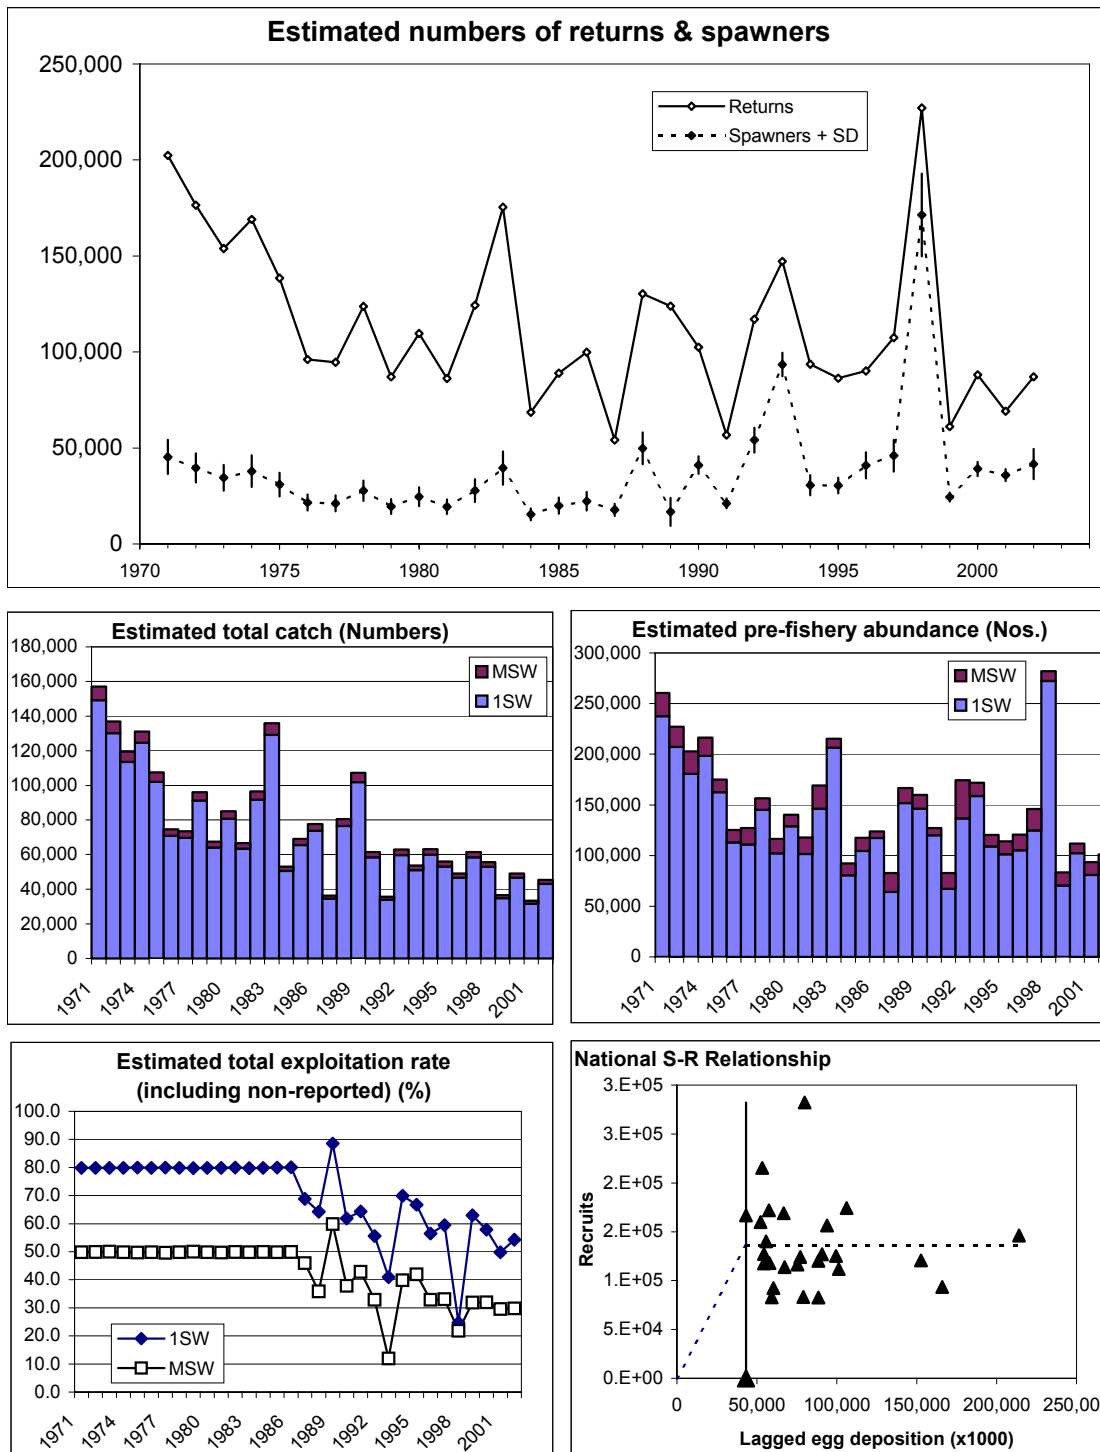 Estimated numbers of returns & spawners
250,000
200,000
150,000
100,000
50,000
0
Returns
Spawners + SD
1970 1975 1980 1985 1990 1995 2000
Estimated total catch (Numbers)
180,000
160,000
140,000
120,000
100,000
80,000
60,000
40,000
20,000
0
MSW
1SW
1971 1974 1977 1980 1983 1986 1989 1992 1995 1998 2001
Estimated pre-fishery abundance (Nos.)
300,000
250,000
200,000
150,000
100,000
50,000
0
MSW
1SW
1971 1974 1977 1980 1983 1986 1989 1992 1995 1998 2001
Estimated total exploitation rate
(including non-reported) (%)
100.0
90.0
80.0
70.0
60.0
50.0
40.0
30.0
20.0
10.0
0.0
1SW
MSW
1971 1974 1977 1980 1983 1986 1989 1992 1995 1998 2001
National S-R Relationship
3.E+05
3.E+05
2.E+05
2.E+05
1.E+05
5.E+04
0.E+00
Recruits
0 50,000 100,000 150,000 200,000 250,00
Lagged egg deposition (x1000)